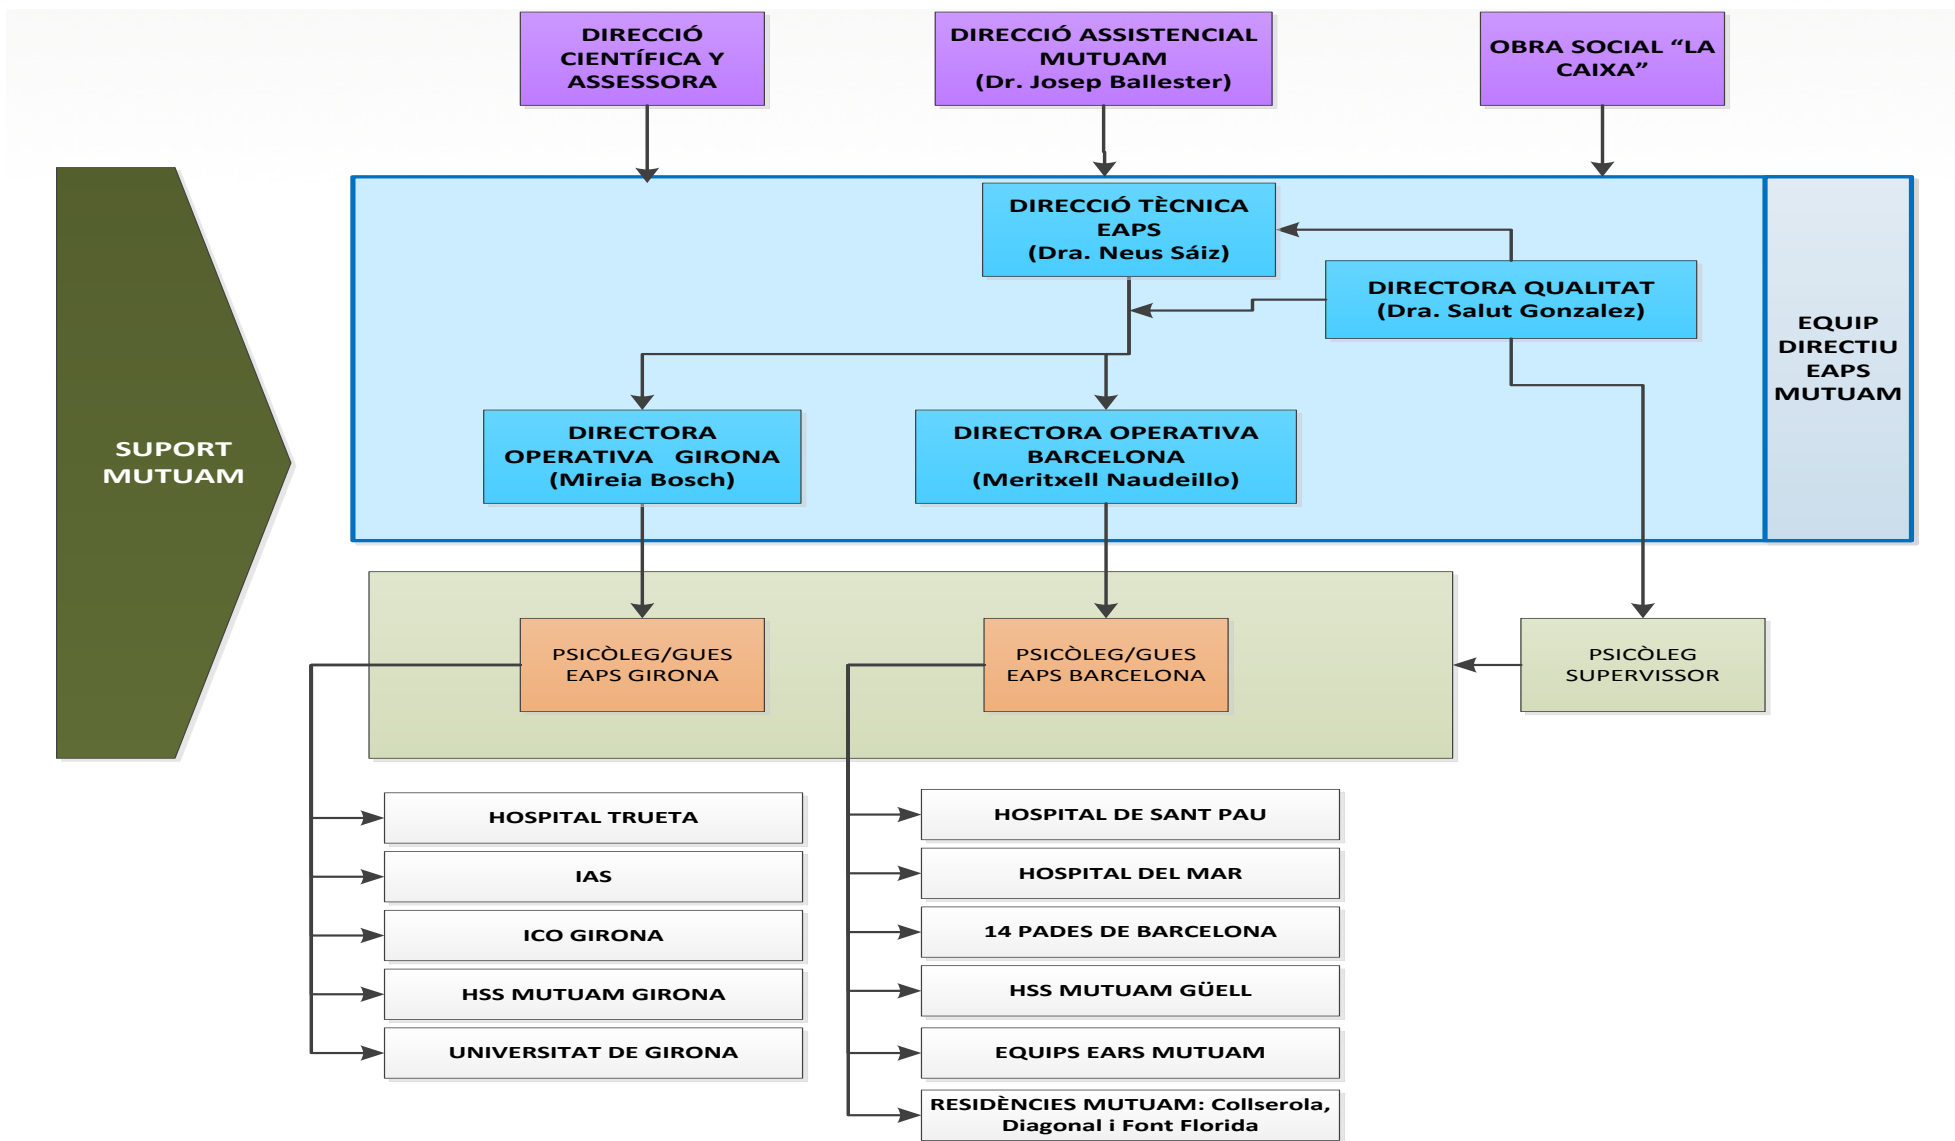 DIRECCIÓ
CIENTÍFICA Y
ASSESSORA
DIRECCIÓ ASSISTENCIAL
MUTUAM
(Dr. Josep Ballester)
OBRA SOCIAL “LA
CAIXA”
DIRECCIÓ TÈCNICA
EAPS
(Dra. Neus Sáiz)
DIRECTORA QUALITAT
(Dra. Salut Gonzalez)
EQUIP
DIRECTIU
EAPS
MUTUAM
DIRECTORA
OPERATIVA GIRONA
(Mireia Bosch)
DIRECTORA OPERATIVA
BARCELONA
(Meritxell Naudeillo)
SUPORT
MUTUAM
PSICÒLEG/GUES
EAPS GIRONA
PSICÒLEG/GUES
EAPS BARCELONA
PSICÒLEG
SUPERVISSOR
HOSPITAL TRUETA
IAS
ICO GIRONA
HSS MUTUAM GIRONA
UNIVERSITAT DE GIRONA
HOSPITAL DE SANT PAU
HOSPITAL DEL MAR
14 PADES DE BARCELONA
HSS MUTUAM GÜELL
EQUIPS EARS MUTUAM
RESIDÈNCIES MUTUAM: Collserola,
Diagonal i Font Florida